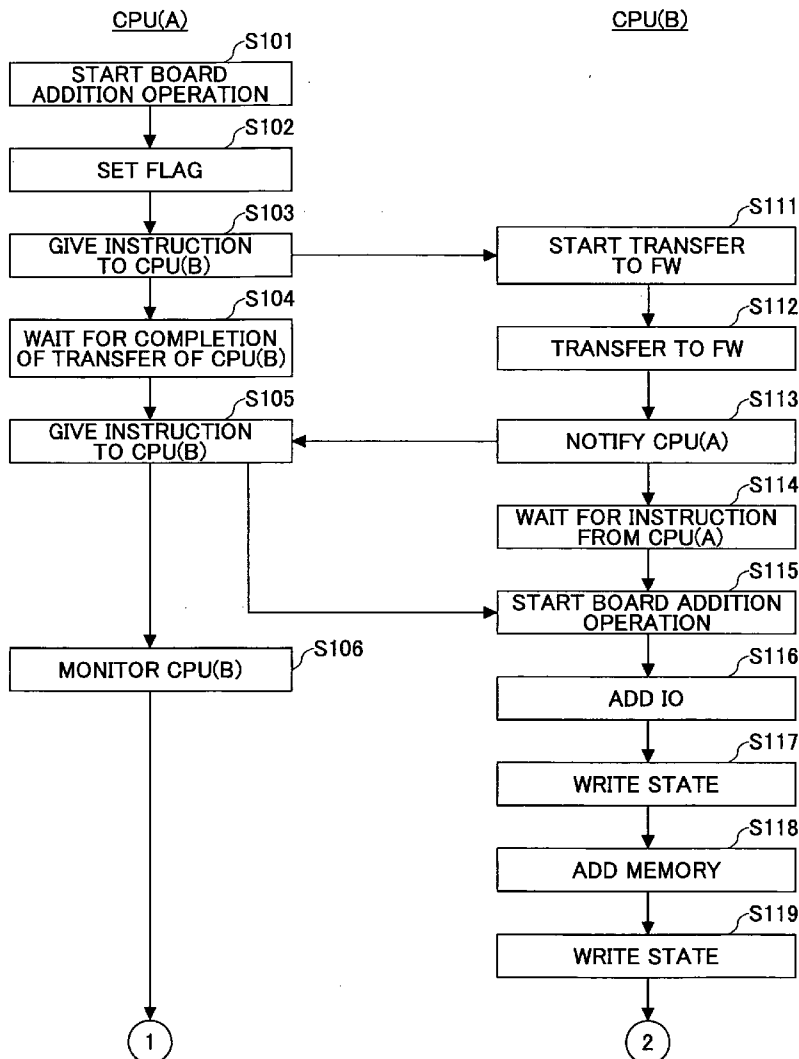 CPU(A)
CPU(B)
S101
START BOARD
ADDITION OPERATION
S102
SET FLAG
S103
GIVE INSTRUCTION
TO CPU(B)
S104
WAIT FOR COMPLETION
OF TRANSFER OF CPU(B)
S105
GIVE INSTRUCTION
TO CPU(B)
S106
MONITOR CPU(B)
1
S111
START TRANSFER
TO FW
S112
TRANSFER TO FW
S113
NOTIFY CPU(A)
S114
WAIT FOR INSTRUCTION
FROM CPU(A)
S115
START BOARD ADDITION
OPERATION
S116
ADD IO
S117
WRITE STATE
S118
ADD MEMORY
S119
WRITE STATE
2